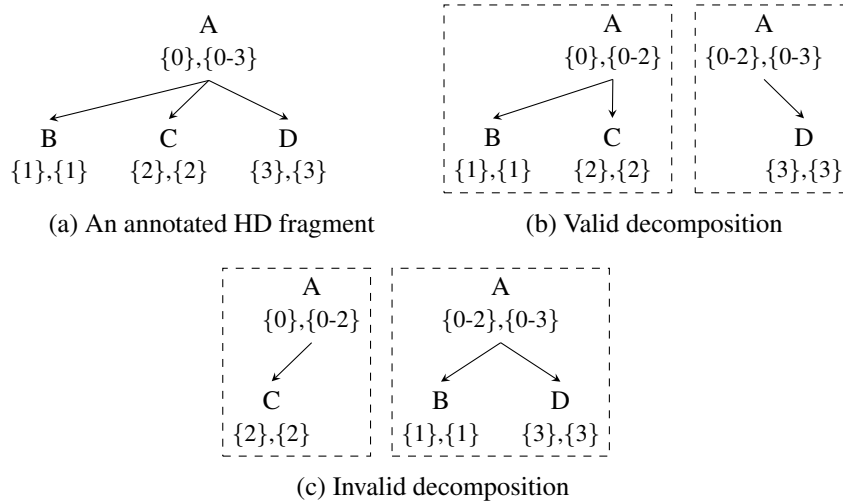 A
{0},{0-3}
B C D
{1},{1} {2},{2} {3},{3}
(a) An annotated HD fragment
A A
{0},{0-2} {0-2},{0-3}
B C D
{1},{1} {2},{2} {3},{3}
(b) Valid decomposition
A A
{0},{0-2} {0-2},{0-3}
C B D
{2},{2} {1},{1} {3},{3}
(c) Invalid decomposition